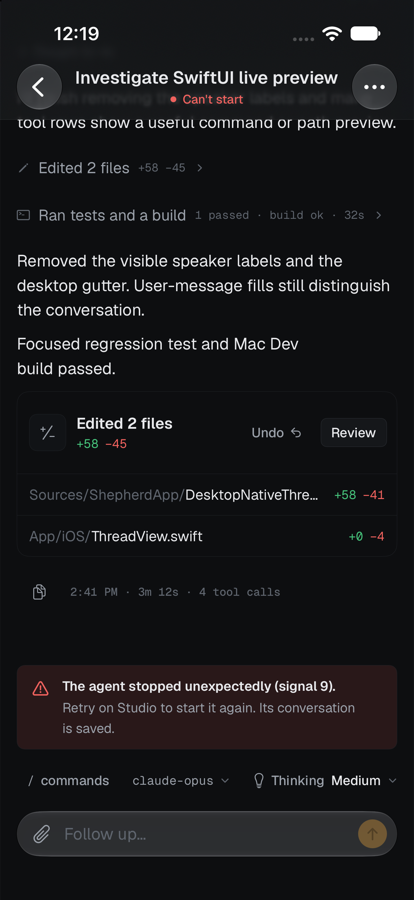 12:19
Investigate SwiftUI live preview
Can't start
tool rows show a useful command or path preview.
Edited 2 files +58 −45
Ran tests and a build 1 passed · build ok · 32s
Removed the visible speaker labels and the
desktop gutter. User-message fills still distinguish
the conversation.
Focused regression test and Mac Dev
build passed.
Edited 2 files
+58 −45
Undo
Review
Sources/ShepherdApp/DesktopNativeThre... +58 −41
App/iOS/ThreadView.swift +0 −4
2:41 PM · 3m 12s · 4 tool calls
The agent stopped unexpectedly (signal 9).
Retry on Studio to start it again. Its conversation
is saved.
/ commands claude-opus Thinking Medium
Follow up...